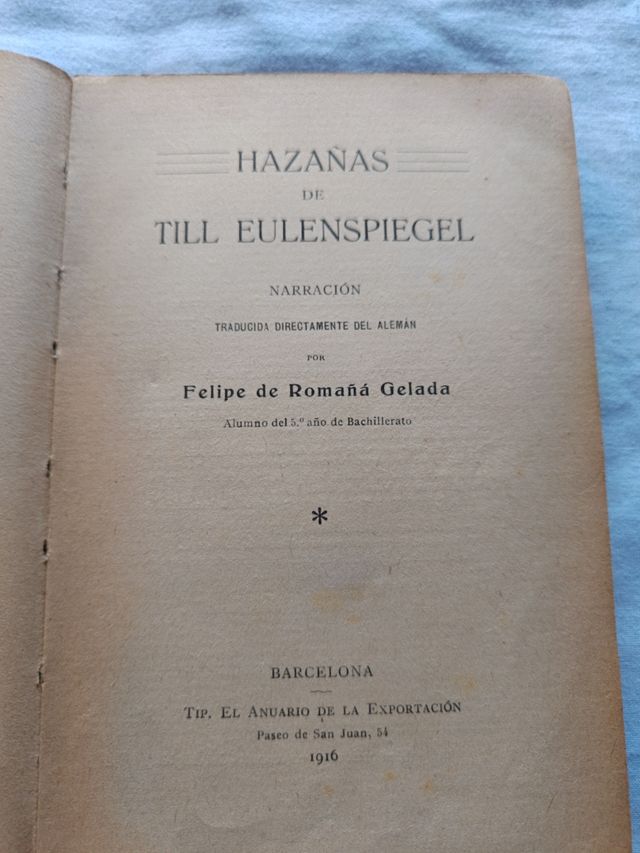 HAZAÑAS
DE
TILL EULENSPIEGEL
NARRACIÓN
TRADUCIDA DIRECTAMENTE DEL ALEMÁN
POR
Felipe de Romañá Gelada
Alumno del 5.º año de Bachillerato
*
BARCELONA
TIP. EL ANUARIO DE LA EXPORTACIÓN
Paseo de San Juan, 54
1916